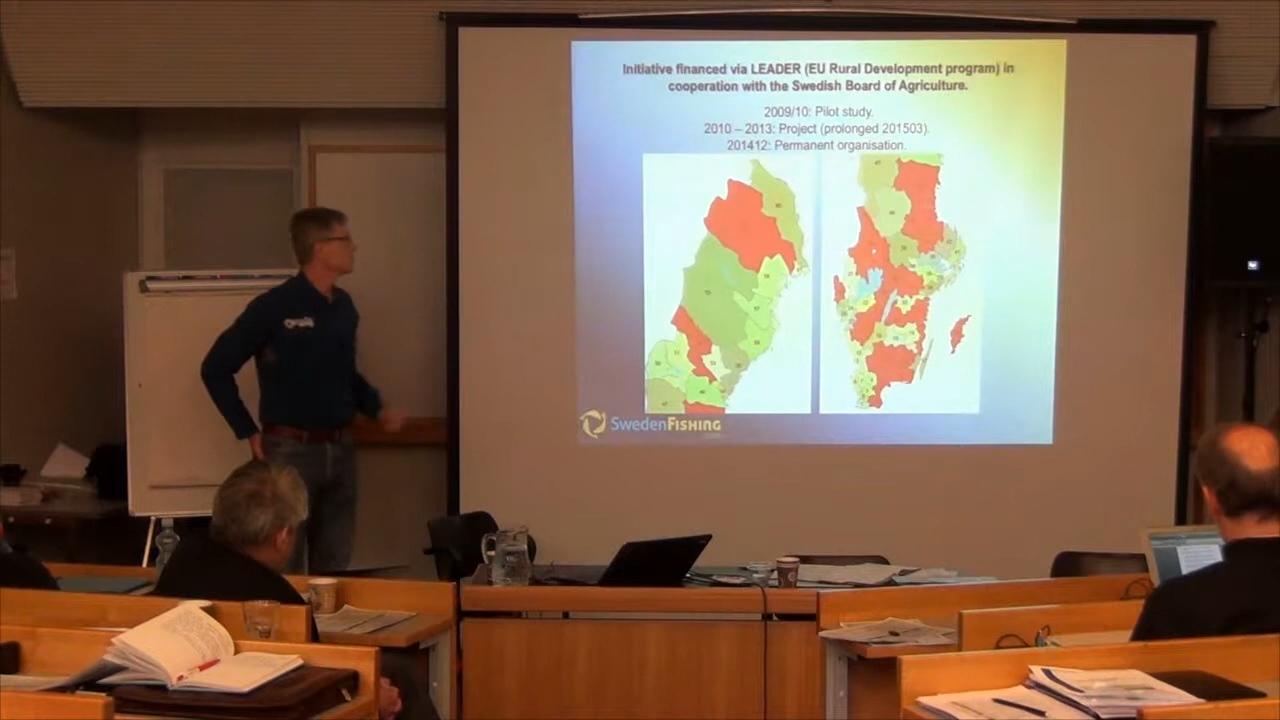 Initiative financed via LEADER (EU Rural Development program) in
cooperation with the Swedish Board of Agriculture.
2009/10: Pilot study.
2010 – 2013: Project (prolonged 201503).
201412: Permanent organisation.
SWEDENFISHING